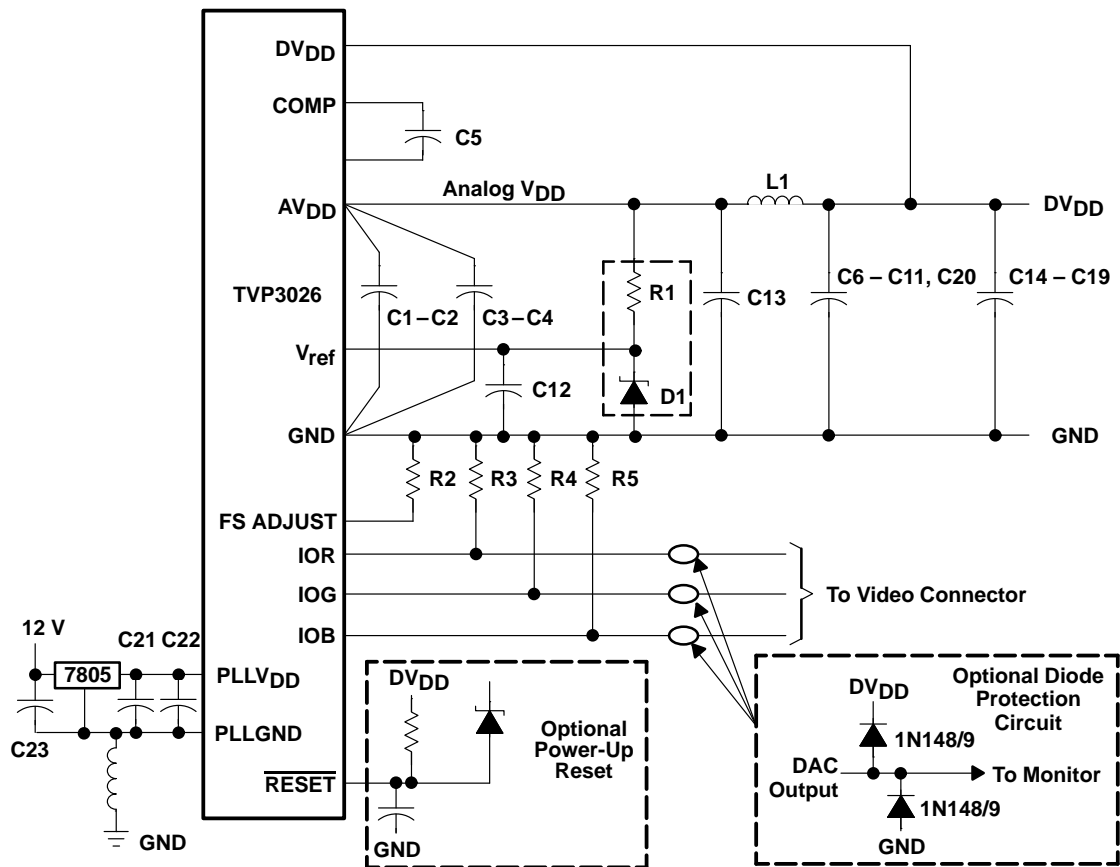 DVDD
COMP
C5
Analog VDD
L1
AVDD
DVDD
TVP3026
C1 – C2
C3 – C4
R1
C13
C6 – C11, C20
C14 – C19
Vref
C12
D1
GND
GND
R2
R3
R4
R5
FS ADJUST
IOR
IOG
To Video Connector
IOB
12 V
C21 C22
7805
PLLVDD
C23
PLLGND
GND
RESET
DVDD
Optional
Power-Up
Reset
GND
Optional Diode
Protection
Circuit
DVDD
1N148/9
DAC
Output
To Monitor
1N148/9
GND